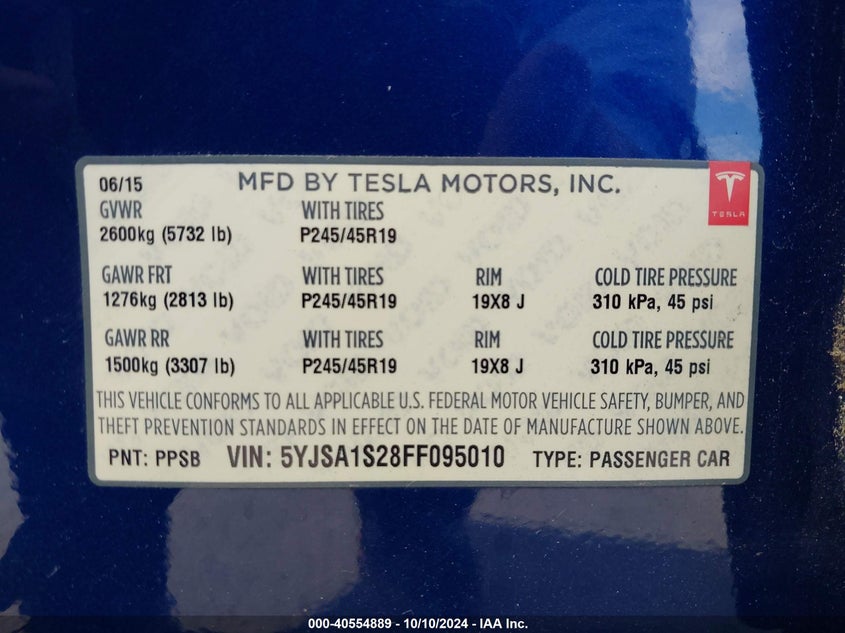 06/15 MFD BY TESLA MOTORS, INC.
TESLA
GVWR WITH TIRES
2600kg (5732 lb) P245/45R19
GAWR FRT WITH TIRES RIM COLD TIRE PRESSURE
1276kg (2813 lb) P245/45R19 19X8 J 310 kPa, 45 psi
GAWR RR WITH TIRES RIM COLD TIRE PRESSURE
1500kg (3307 lb) P245/45R19 19X8 J 310 kPa, 45 psi
THIS VEHICLE CONFORMS TO ALL APPLICABLE U.S. FEDERAL MOTOR VEHICLE SAFETY, BUMPER, AND
THEFT PREVENTION STANDARDS IN EFFECT ON THE DATE OF MANUFACTURE SHOWN ABOVE.
PNT: PPSB VIN: 5YJSA1S28FF095010 TYPE: PASSENGER CAR
000-40554889 - 10/10/2024 - IAA Inc.